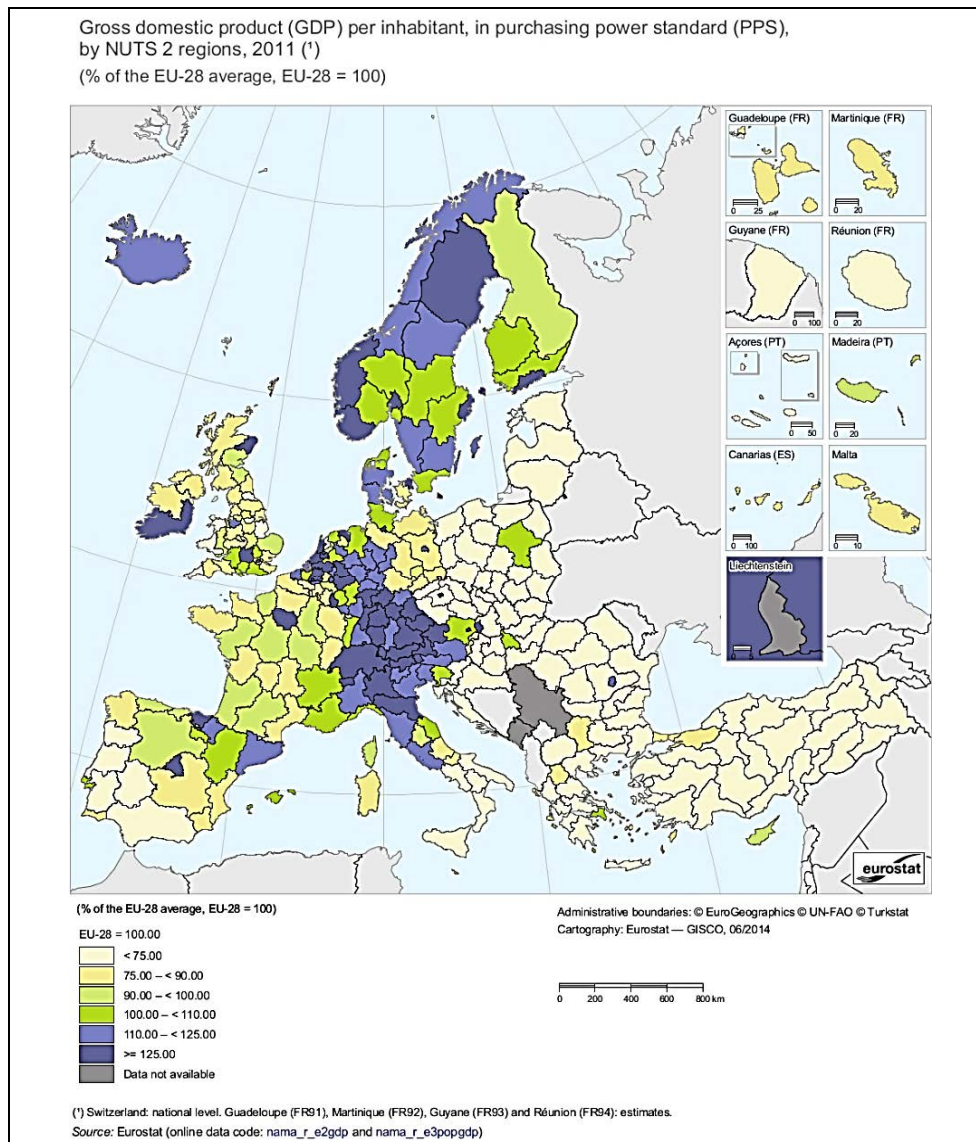 Gross domestic product (GDP) per inhabitant, in purchasing power standard (PPS),
by NUTS 2 regions, 2011 (¹)
(% of the EU-28 average, EU-28 = 100)
Guadeloupe (FR)
0 25
Martinique (FR)
0 20
Guyane (FR)
0 100
Réunion (FR)
0 20
Açores (PT)
0 50
Madeira (PT)
0 20
Canarias (ES)
0 100
Malta
0 10
Liechtenstein
eurostat
(% of the EU-28 average, EU-28 = 100)
EU-28 = 100.00
< 75.00
75.00 – < 90.00
90.00 – < 100.00
100.00 – < 110.00
110.00 – < 125.00
>= 125.00
Data not available
Administrative boundaries: © EuroGeographics © UN-FAO © Turkstat
Cartography: Eurostat — GISCO, 06/2014
0 200 400 600 800 km
(¹) Switzerland: national level. Guadeloupe (FR91), Martinique (FR92), Guyane (FR93) and Réunion (FR94): estimates.
Source: Eurostat (online data code: nama_r_e2gdp and nama_r_e3popgdp)